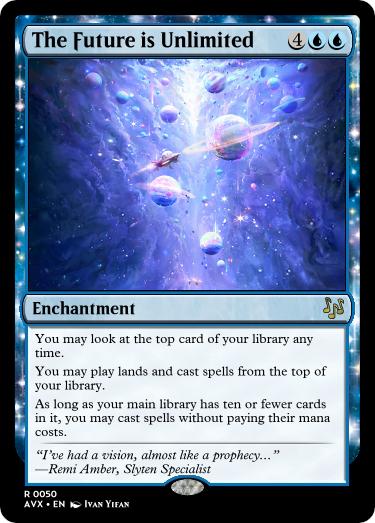 The Future is Unlimited 4
Enchantment
You may look at the top card of your library any
time.
You may play lands and cast spells from the top of
your library.
As long as your main library has ten or fewer cards
in it, you may cast spells without paying their mana
costs.
“I’ve had a vision, almost like a prophecy...”
—Remi Amber, Slyten Specialist
R 0050
AVX • EN Ivan Yifan